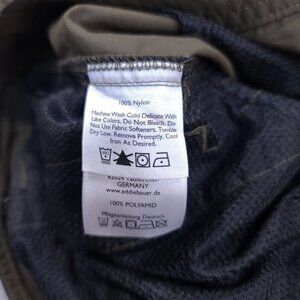 100% Nylon
Machine Wash Cold Delicate With
Like Colors. Do Not Bleach. Do
Not Use Fabric Softeners. Tumble
Dry Low. Remove Promptly. Cool
Iron As Desired.
GERMANY
www.eddiebauer.de
100% POLYAMID
Pflegeanleitung Deutsch